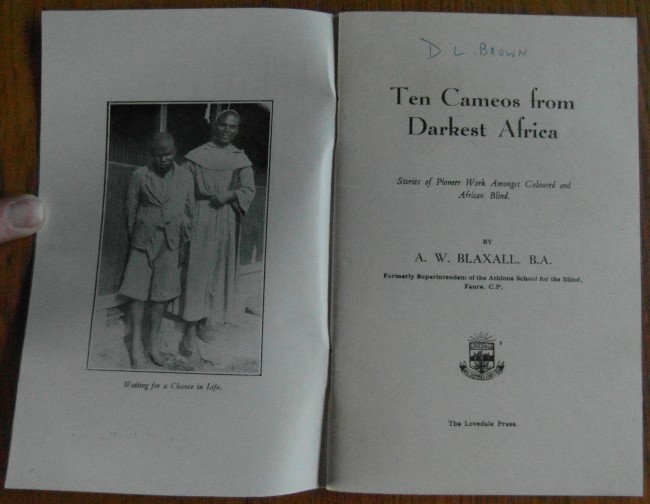 Waiting for a Chance in Life.
D L BROWN
Ten Cameos from
Darkest Africa
Stories of Pioneer Work Amongst Coloured and
African Blind.
BY
A. W. BLAXALL, B.A.
Formerly Superintendent of the Athlone School for the Blind,
Faure, C.P.
The Lovedale Press.